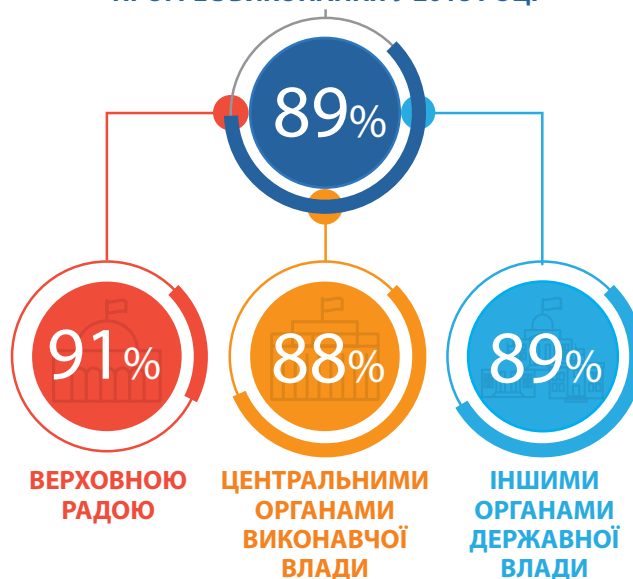 89%
91%
88%
89%
ВЕРХОВНОЮ
РАДОЮ
ЦЕНТРАЛЬНИМИ
ОРГАНАМИ
ВИКОНАВЧОЇ
ВЛАДИ
ІНШИМИ
ОРГАНАМИ
ДЕРЖАВНОЇ
ВЛАДИ